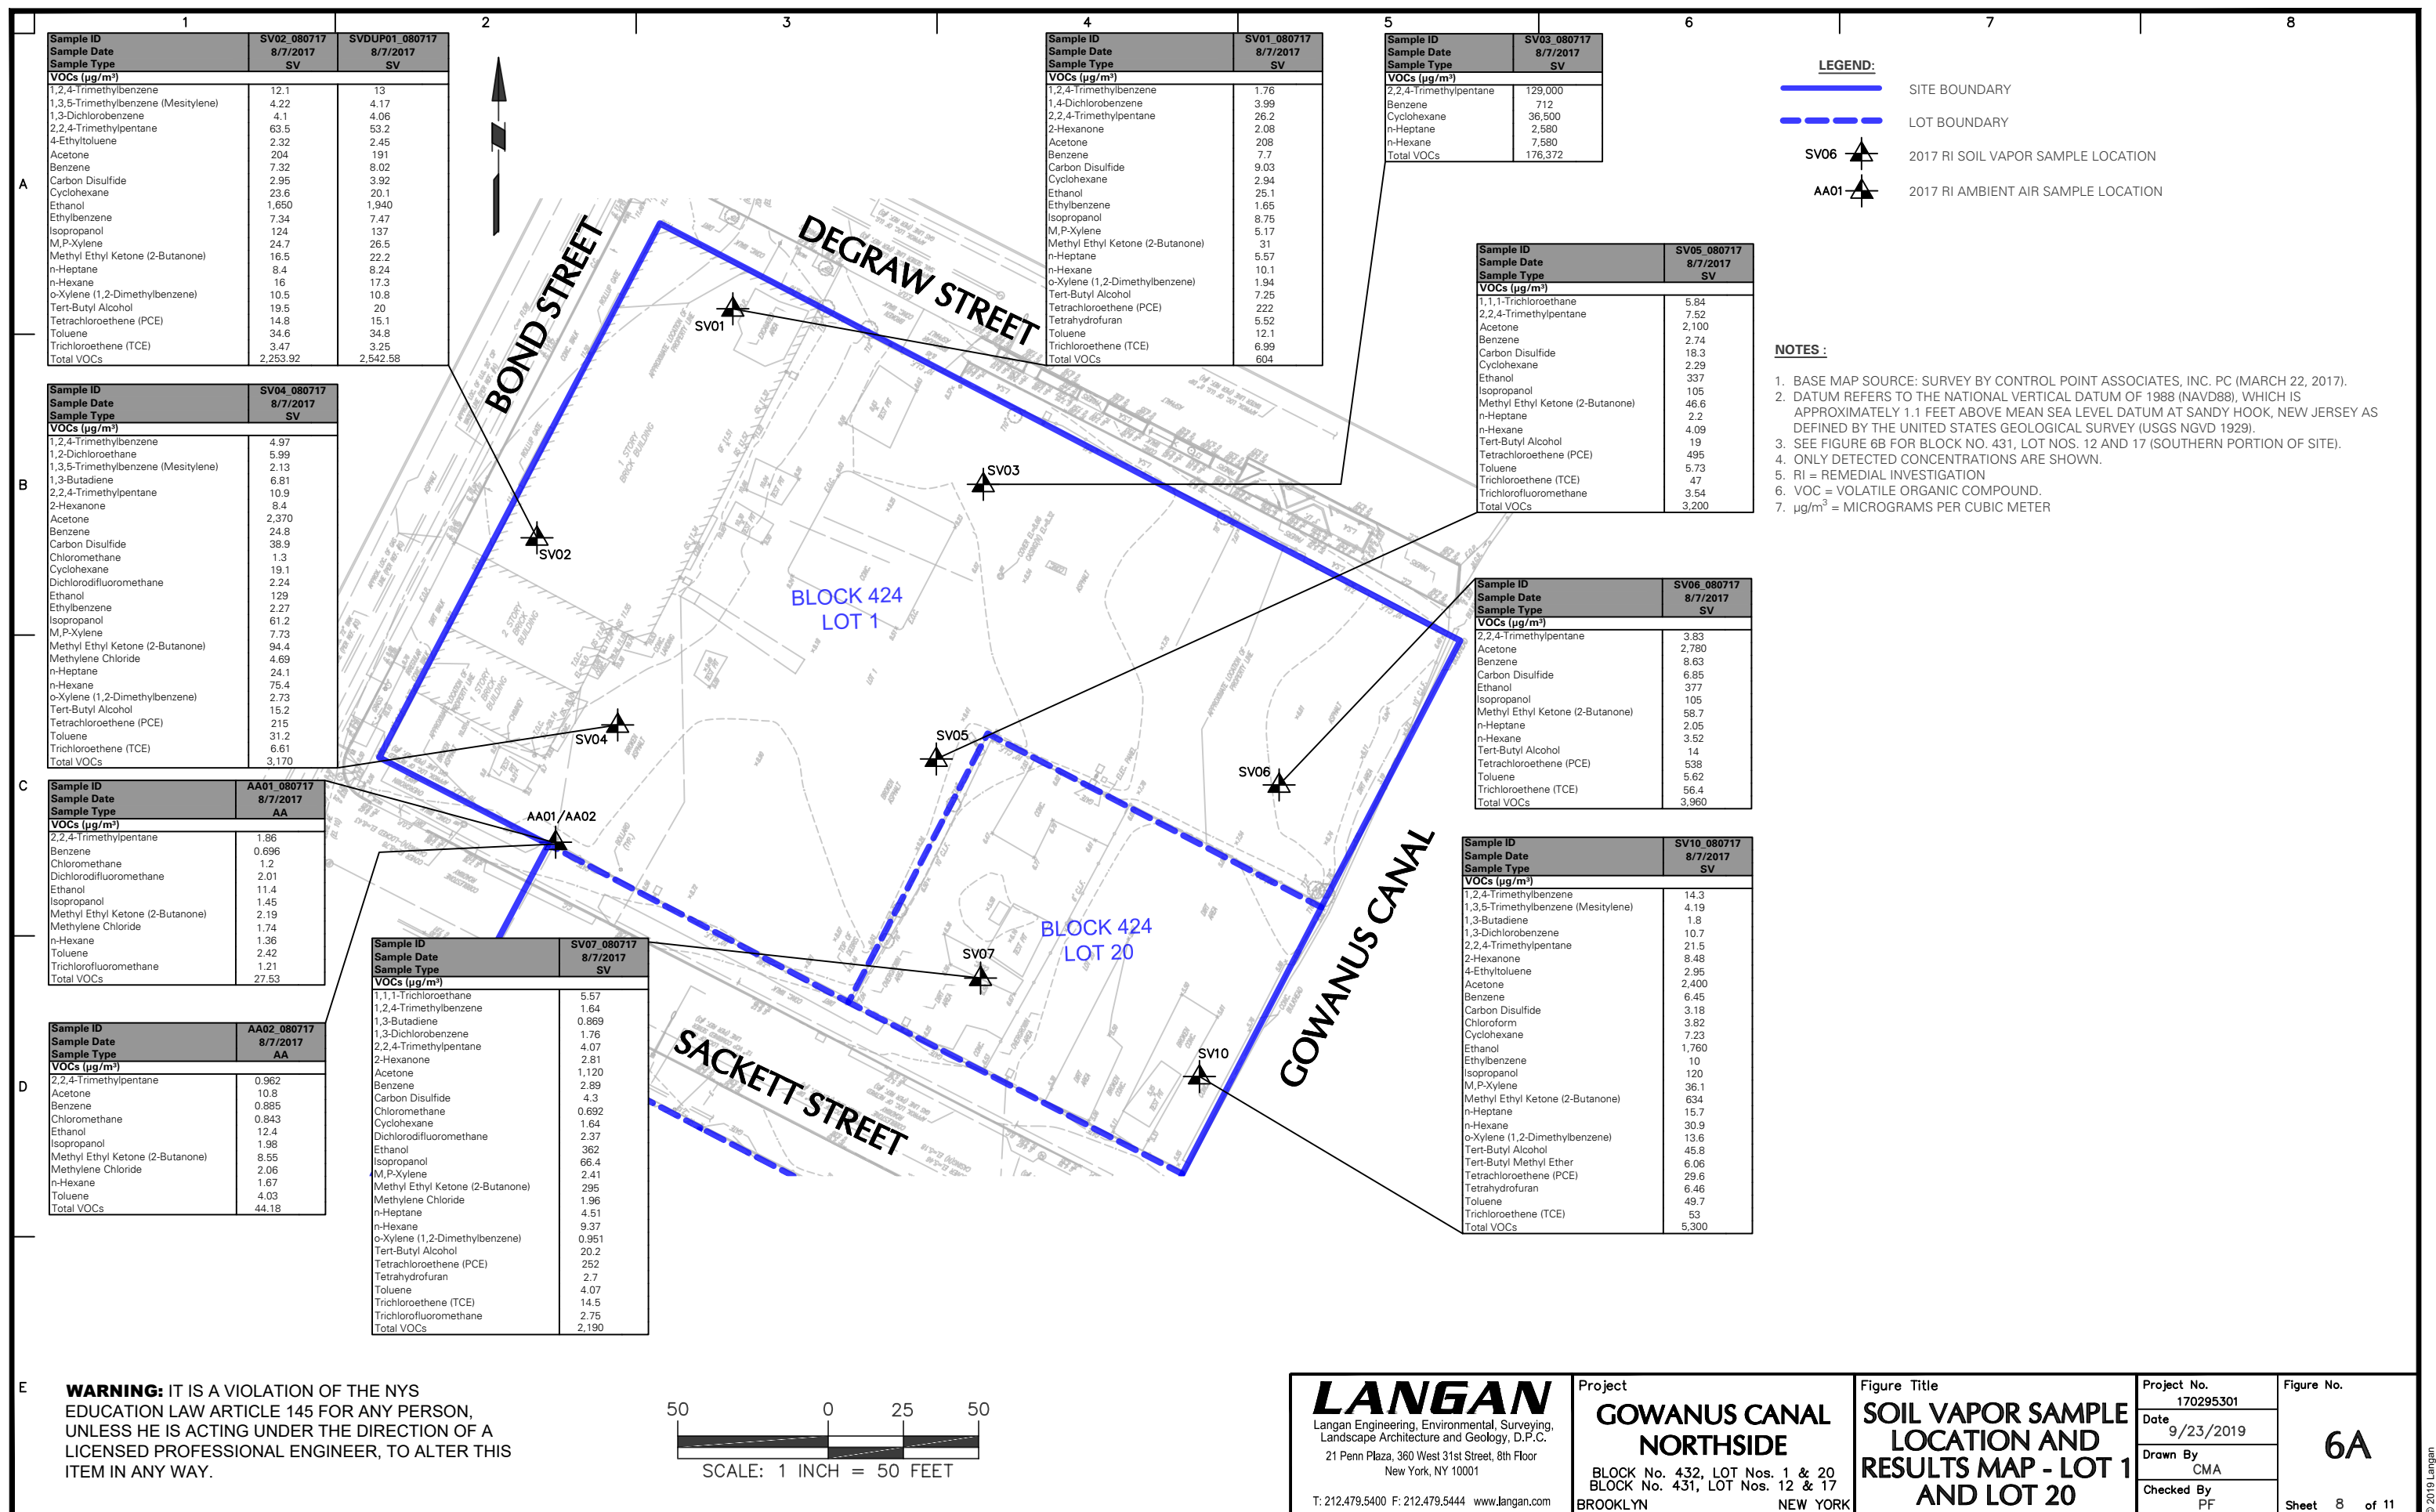 1 2 3 4 5 6 7 8
A
B
C
D
E
Sample ID SV02_080717 SVDUP01_080717
Sample Date 8/7/2017 8/7/2017
Sample Type SV SV
VOCs (µg/m³)
1,2,4-Trimethylbenzene 12.1 13
1,3,5-Trimethylbenzene (Mesitylene) 4.22 4.17
1,3-Dichlorobenzene 4.1 4.06
2,2,4-Trimethylpentane 63.5 53.2
4-Ethyltoluene 2.32 2.45
Acetone 204 191
Benzene 7.32 8.02
Carbon Disulfide 2.95 3.92
Cyclohexane 23.6 20.1
Ethanol 1,650 1,940
Ethylbenzene 7.34 7.47
Isopropanol 124 137
M,P-Xylene 24.7 26.5
Methyl Ethyl Ketone (2-Butanone) 16.5 22.2
n-Heptane 8.4 8.24
n-Hexane 16 17.3
o-Xylene (1,2-Dimethylbenzene) 10.5 10.8
Tert-Butyl Alcohol 19.5 20
Tetrachloroethene (PCE) 14.8 15.1
Toluene 34.6 34.8
Trichloroethene (TCE) 3.47 3.25
Total VOCs 2,253.92 2,542.58
Sample ID SV04_080717
Sample Date 8/7/2017
Sample Type SV
VOCs (µg/m³)
1,2,4-Trimethylbenzene 4.97
1,2-Dichloroethane 5.99
1,3,5-Trimethylbenzene (Mesitylene) 2.13
1,3-Butadiene 6.81
2,2,4-Trimethylpentane 10.9
2-Hexanone 8.4
Acetone 2,370
Benzene 24.8
Carbon Disulfide 38.9
Chloromethane 1.3
Cyclohexane 19.1
Dichlorodifluoromethane 2.24
Ethanol 129
Ethylbenzene 2.27
Isopropanol 61.2
M,P-Xylene 7.73
Methyl Ethyl Ketone (2-Butanone) 94.4
Methylene Chloride 4.69
n-Heptane 24.1
n-Hexane 75.4
o-Xylene (1,2-Dimethylbenzene) 2.73
Tert-Butyl Alcohol 15.2
Tetrachloroethene (PCE) 215
Toluene 31.2
Trichloroethene (TCE) 6.61
Total VOCs 3,170
Sample ID AA01_080717
Sample Date 8/7/2017
Sample Type AA
VOCs (µg/m³)
2,2,4-Trimethylpentane 1.86
Benzene 0.696
Chloromethane 1.2
Dichlorodifluoromethane 2.01
Ethanol 11.4
Isopropanol 1.45
Methyl Ethyl Ketone (2-Butanone) 2.19
Methylene Chloride 1.74
n-Hexane 1.36
Toluene 2.42
Trichlorofluoromethane 1.21
Total VOCs 27.53
Sample ID AA02_080717
Sample Date 8/7/2017
Sample Type AA
VOCs (µg/m³)
2,2,4-Trimethylpentane 0.962
Acetone 10.8
Benzene 0.885
Chloromethane 0.843
Ethanol 12.4
Isopropanol 1.98
Methyl Ethyl Ketone (2-Butanone) 8.55
Methylene Chloride 2.06
n-Hexane 1.67
Toluene 4.03
Total VOCs 44.18
Sample ID SV07_080717
Sample Date 8/7/2017
Sample Type SV
VOCs (µg/m³)
1,1,1-Trichloroethane 5.57
1,2,4-Trimethylbenzene 1.64
1,3-Butadiene 0.869
1,3-Dichlorobenzene 1.76
2,2,4-Trimethylpentane 4.07
2-Hexanone 2.81
Acetone 1,120
Benzene 2.89
Carbon Disulfide 4.3
Chloromethane 0.692
Cyclohexane 1.64
Dichlorodifluoromethane 2.37
Ethanol 362
Isopropanol 66.4
M,P-Xylene 2.41
Methyl Ethyl Ketone (2-Butanone) 295
Methylene Chloride 1.96
n-Heptane 4.51
n-Hexane 9.37
o-Xylene (1,2-Dimethylbenzene) 0.951
Tert-Butyl Alcohol 20.2
Tetrachloroethene (PCE) 252
Tetrahydrofuran 2.7
Toluene 4.07
Trichloroethene (TCE) 14.5
Trichlorofluoromethane 2.75
Total VOCs 2,190
Sample ID SV01_080717
Sample Date 8/7/2017
Sample Type SV
VOCs (µg/m³)
1,2,4-Trimethylbenzene 1.76
1,4-Dichlorobenzene 3.99
2,2,4-Trimethylpentane 26.2
2-Hexanone 2.08
Acetone 208
Benzene 7.7
Carbon Disulfide 9.03
Cyclohexane 2.94
Ethanol 25.1
Ethylbenzene 1.65
Isopropanol 8.75
M,P-Xylene 5.17
Methyl Ethyl Ketone (2-Butanone) 31
n-Heptane 5.57
n-Hexane 10.1
o-Xylene (1,2-Dimethylbenzene) 1.94
Tert-Butyl Alcohol 7.25
Tetrachloroethene (PCE) 222
Tetrahydrofuran 5.52
Toluene 12.1
Trichloroethene (TCE) 6.99
Total VOCs 604
Sample ID SV03_080717
Sample Date 8/7/2017
Sample Type SV
VOCs (µg/m³)
2,2,4-Trimethylpentane 129,000
Benzene 712
Cyclohexane 36,500
n-Heptane 2,580
n-Hexane 7,580
Total VOCs 176,372
Sample ID SV05_080717
Sample Date 8/7/2017
Sample Type SV
VOCs (µg/m³)
1,1,1-Trichloroethane 5.84
2,2,4-Trimethylpentane 7.52
Acetone 2,100
Benzene 2.74
Carbon Disulfide 18.3
Cyclohexane 2.29
Ethanol 337
Isopropanol 105
Methyl Ethyl Ketone (2-Butanone) 46.6
n-Heptane 2.2
n-Hexane 4.09
Tert-Butyl Alcohol 19
Tetrachloroethene (PCE) 495
Toluene 5.73
Trichloroethene (TCE) 47
Trichlorofluoromethane 3.54
Total VOCs 3,200
Sample ID SV06_080717
Sample Date 8/7/2017
Sample Type SV
VOCs (µg/m³)
2,2,4-Trimethylpentane 3.83
Acetone 2,780
Benzene 8.63
Carbon Disulfide 6.85
Ethanol 377
Isopropanol 105
Methyl Ethyl Ketone (2-Butanone) 58.7
n-Heptane 2.05
n-Hexane 3.52
Tert-Butyl Alcohol 14
Tetrachloroethene (PCE) 538
Toluene 5.62
Trichloroethene (TCE) 56.4
Total VOCs 3,960
Sample ID SV10_080717
Sample Date 8/7/2017
Sample Type SV
VOCs (µg/m³)
1,2,4-Trimethylbenzene 14.3
1,3,5-Trimethylbenzene (Mesitylene) 4.19
1,3-Butadiene 1.8
1,3-Dichlorobenzene 10.7
2,2,4-Trimethylpentane 21.5
2-Hexanone 8.48
4-Ethyltoluene 2.95
Acetone 2,400
Benzene 6.45
Carbon Disulfide 3.18
Chloroform 3.82
Cyclohexane 7.23
Ethanol 1,760
Ethylbenzene 10
Isopropanol 120
M,P-Xylene 36.1
Methyl Ethyl Ketone (2-Butanone) 634
n-Heptane 15.7
n-Hexane 30.9
o-Xylene (1,2-Dimethylbenzene) 13.6
Tert-Butyl Alcohol 45.8
Tert-Butyl Methyl Ether 6.06
Tetrachloroethene (PCE) 29.6
Tetrahydrofuran 6.46
Toluene 49.7
Trichloroethene (TCE) 53
Total VOCs 5,300
BOND STREET
DEGRAW STREET
SACKETT STREET
GOWANUS CANAL
SV01
SV02
SV03
SV04
SV05
SV06
SV07
SV10
AA01/AA02
BLOCK 424
LOT 1
BLOCK 424
LOT 20
1 STORY
BRICK BUILDING
2 STORY
BRICK
BUILDING
1 STORY
BRICK
BUILDING
LEGEND:
SITE BOUNDARY
LOT BOUNDARY
SV06 2017 RI SOIL VAPOR SAMPLE LOCATION
AA01 2017 RI AMBIENT AIR SAMPLE LOCATION
NOTES :
1. BASE MAP SOURCE: SURVEY BY CONTROL POINT ASSOCIATES, INC. PC (MARCH 22, 2017).
2. DATUM REFERS TO THE NATIONAL VERTICAL DATUM OF 1988 (NAVD88), WHICH IS
APPROXIMATELY 1.1 FEET ABOVE MEAN SEA LEVEL DATUM AT SANDY HOOK, NEW JERSEY AS
DEFINED BY THE UNITED STATES GEOLOGICAL SURVEY (USGS NGVD 1929).
3. SEE FIGURE 6B FOR BLOCK NO. 431, LOT NOS. 12 AND 17 (SOUTHERN PORTION OF SITE).
4. ONLY DETECTED CONCENTRATIONS ARE SHOWN.
5. RI = REMEDIAL INVESTIGATION
6. VOC = VOLATILE ORGANIC COMPOUND.
7. µg/m³ = MICROGRAMS PER CUBIC METER
WARNING: IT IS A VIOLATION OF THE NYS
EDUCATION LAW ARTICLE 145 FOR ANY PERSON,
UNLESS HE IS ACTING UNDER THE DIRECTION OF A
LICENSED PROFESSIONAL ENGINEER, TO ALTER THIS
ITEM IN ANY WAY.
50 0 25 50
SCALE: 1 INCH = 50 FEET
LANGAN
Langan Engineering, Environmental, Surveying,
Landscape Architecture and Geology, D.P.C.
21 Penn Plaza, 360 West 31st Street, 8th Floor
New York, NY 10001
T: 212.479.5400 F: 212.479.5444 www.langan.com
Project
GOWANUS CANAL
NORTHSIDE
BLOCK No. 432, LOT Nos. 1 & 20
BLOCK No. 431, LOT Nos. 12 & 17
BROOKLYN NEW YORK
Figure Title
SOIL VAPOR SAMPLE
LOCATION AND
RESULTS MAP - LOT 1
AND LOT 20
Project No.
170295301
Date
9/23/2019
Drawn By
CMA
Checked By
PF
Figure No.
6A
Sheet 8 of 11
© 2019 Langan